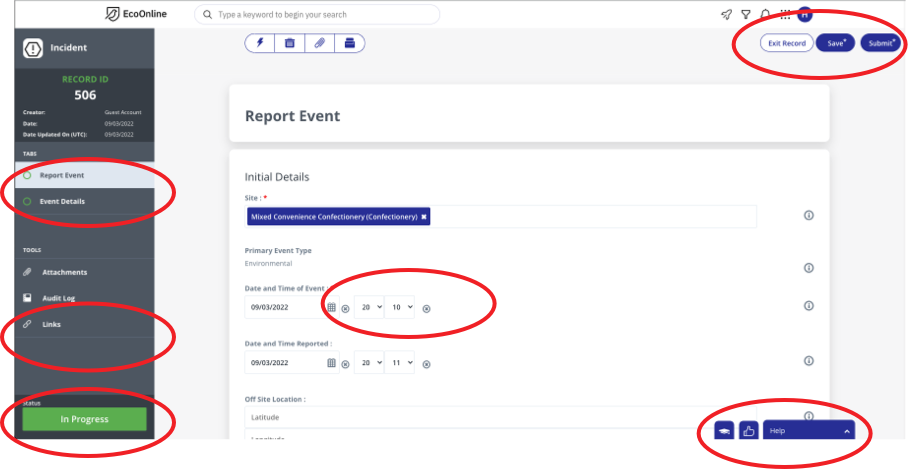 EcoOnline
Type a keyword to begin your search
H
Incident
Exit Record
Save*
Submit*
RECORD ID
506
Creator: Guest Account
Date: 09/03/2022
Date Updated On (UTC): 09/03/2022
Report Event
TABS
Report Event
Event Details
Initial Details
Site : *
Mixed Convenience Confectionery (Confectionery) ✖
TOOLS
Attachments
Audit Log
Links
Primary Event Type
Environmental
Date and Time of Event :
09/03/2022 20 10
Date and Time Reported :
09/03/2022 20 11
Off Site Location :
Latitude
Longitude
Status
In Progress
Help